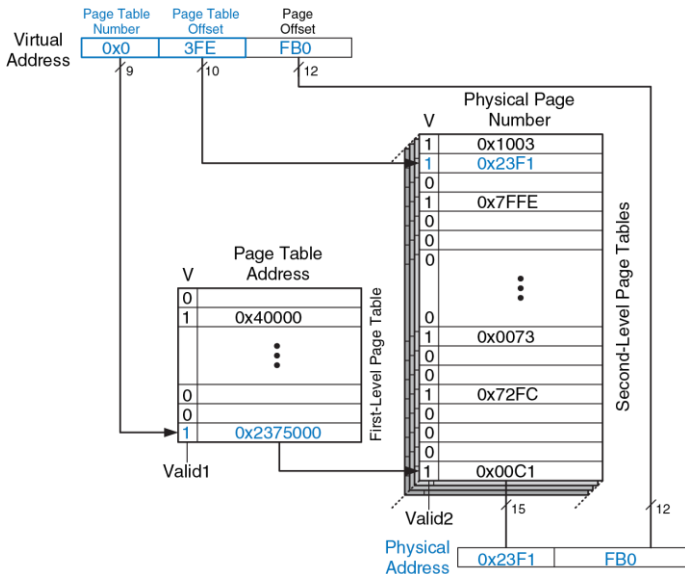 Page Table Number
Page Table Offset
Page Offset
Virtual Address
0x0 3FE FB0
9 10 12
Physical Page Number
V
1 0x1003
1 0x23F1
0
1 0x7FFE
0
0
0
0
1 0x0073
0
0
1 0x72FC
0
0
0
1 0x00C1
Second-Level Page Tables
Page Table Address
V
0
1 0x40000
0
0
1 0x2375000
First-Level Page Table
Valid1
Valid2
15 12
Physical Address
0x23F1 FB0